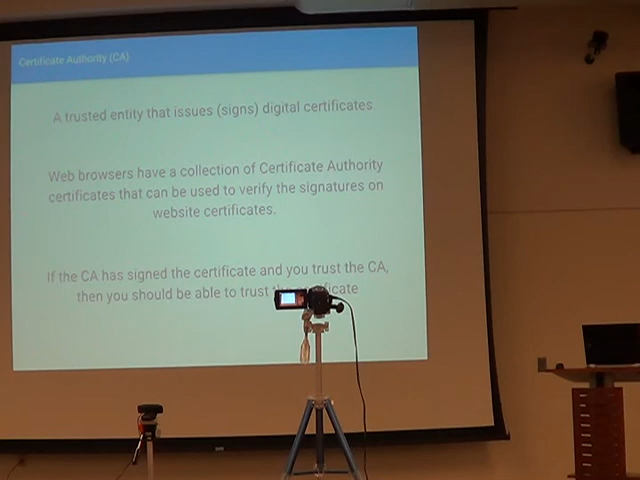 Certificate Authority (CA)
A trusted entity that issues (signs) digital certificates.
Web browsers have a collection of Certificate Authority
certificates that can be used to verify the signatures on
website certificates.
If the CA has signed the certificate and you trust the CA,
then you should be able to trust